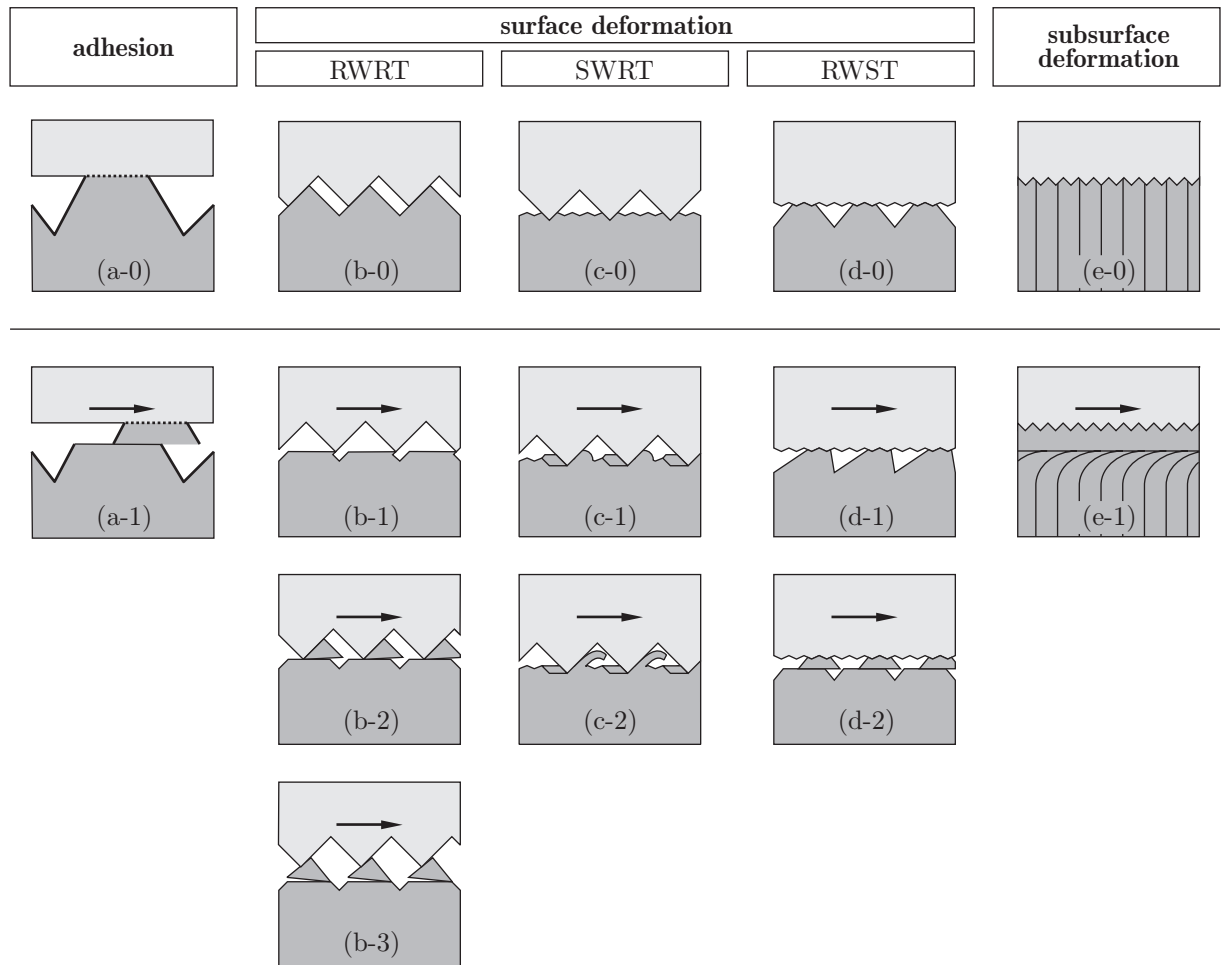 adhesion
surface deformation
subsurface
deformation
RWRT
SWRT
RWST
(a-0)
(b-0)
(c-0)
(d-0)
(e-0)
(a-1)
(b-1)
(c-1)
(d-1)
(e-1)
(b-2)
(c-2)
(d-2)
(b-3)